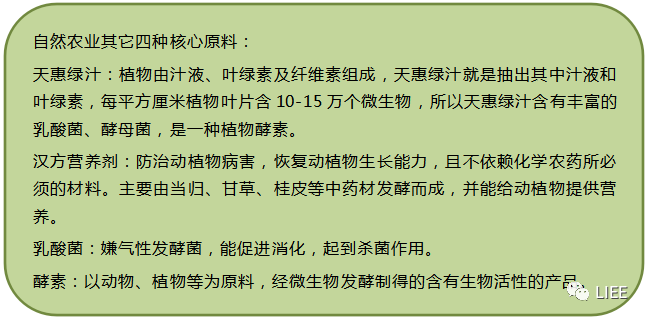 自然农业其它四种核心原料：
天惠绿汁：植物由汁液、叶绿素及纤维素组成，天惠绿汁就是抽出其中汁液和
叶绿素，每平方厘米植物叶片含 10-15 万个微生物，所以天惠绿汁含有丰富的
乳酸菌、酵母菌，是一种植物酵素。
汉方营养剂：防治动植物病害，恢复动植物生长能力，且不依赖化学农药所必
须的材料。主要由当归、甘草、桂皮等中药材发酵而成，并能给动植物提供营
养。
乳酸菌：嫌气性发酵菌，能促进消化，起到杀菌作用。
酵素：以动物、植物等为原料，经微生物发酵制得的含有生物活性的产品。
LIEE